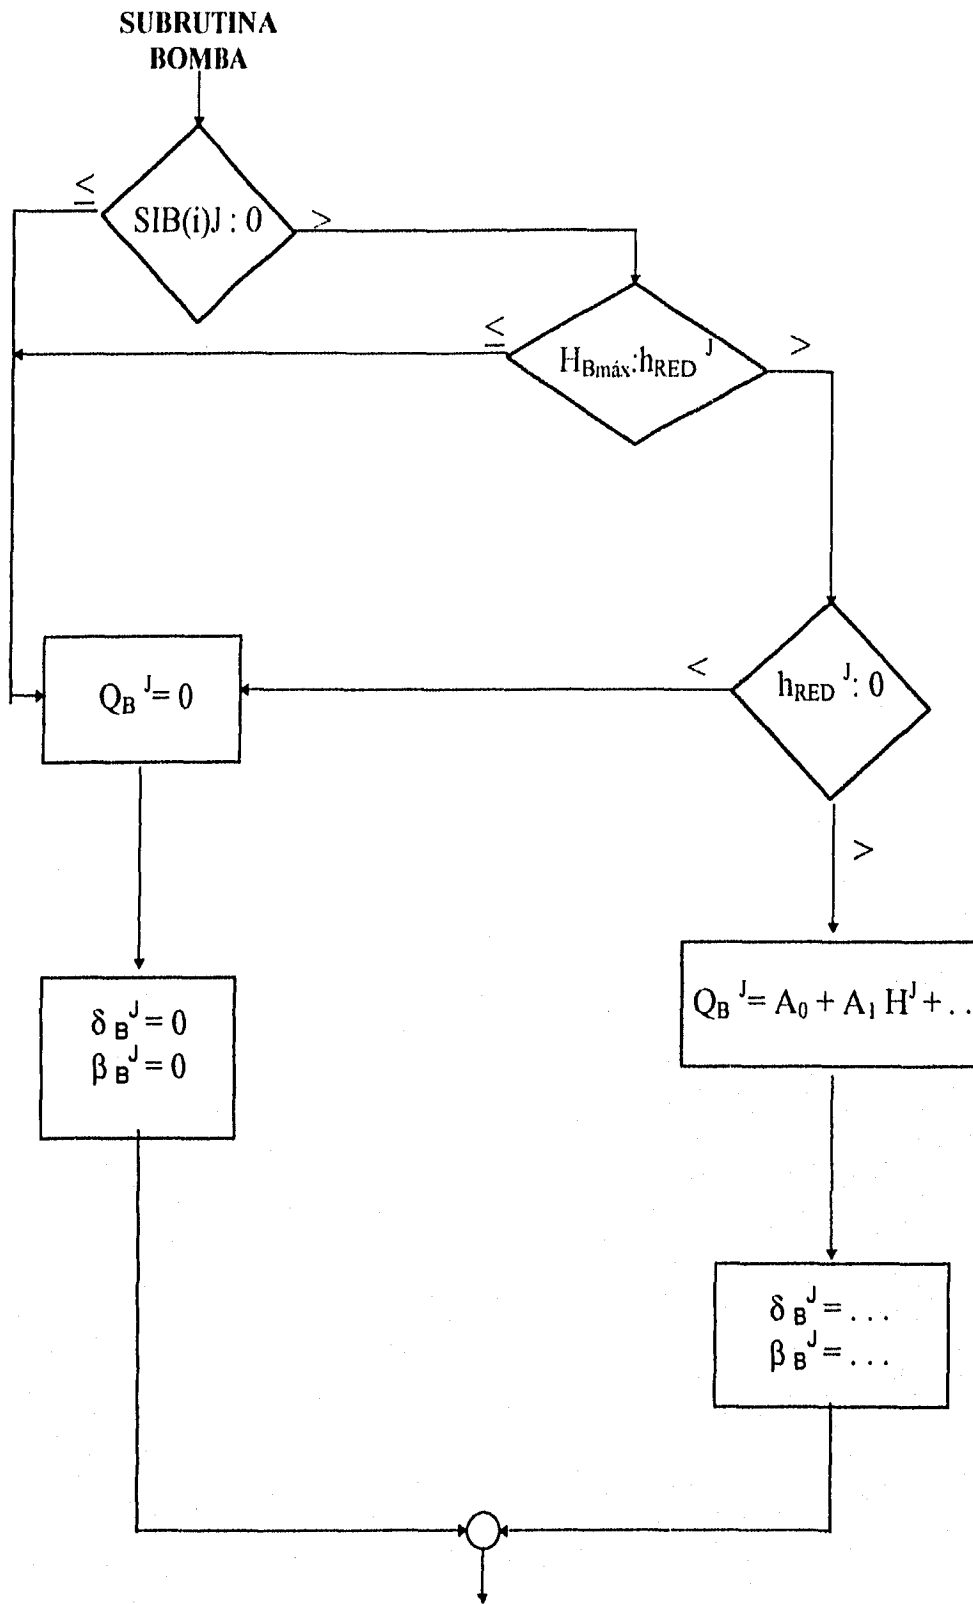 SUBRUTINA
BOMBA
≤
SIB(i)J : 0
>
≤
H_Bmáx:h_RED^J
>
<
Q_B^J = 0
h_RED^J : 0
>
Q_B^J = A_0 + A_1 H^J + . .
δ_B^J = 0
β_B^J = 0
δ_B^J = . . .
β_B^J = . . .